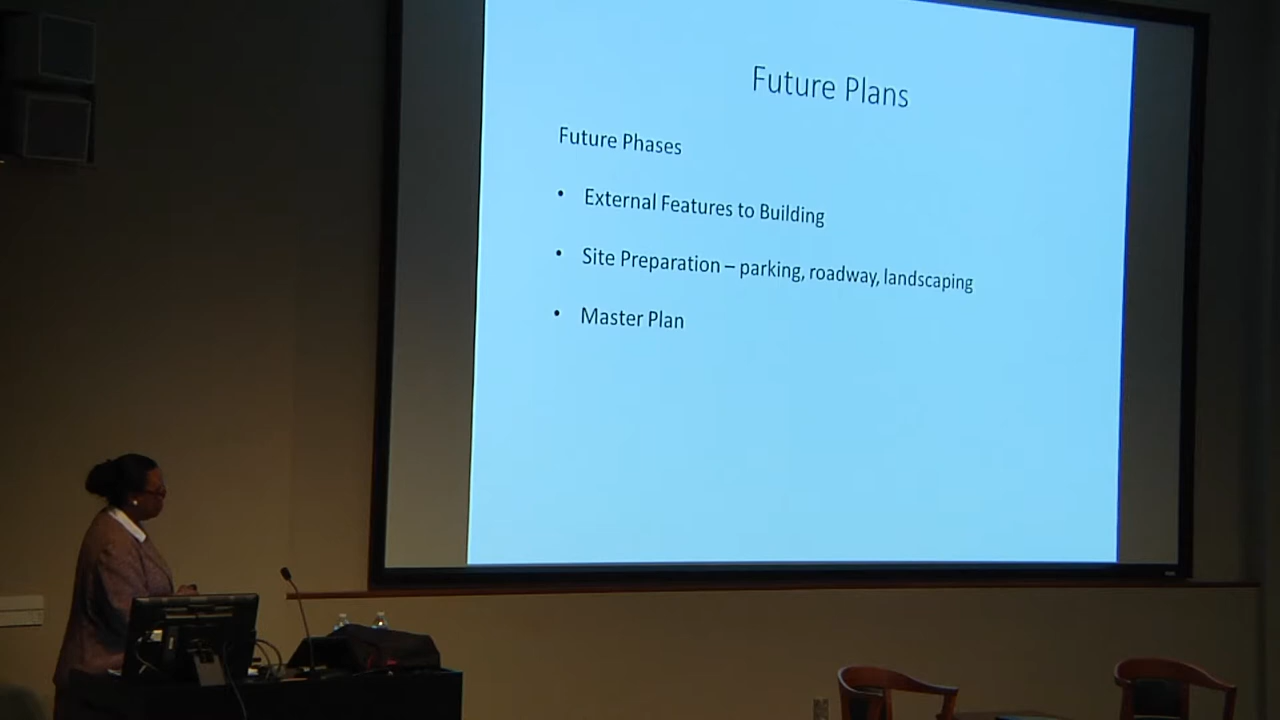 Future Plans
Future Phases
• External Features to Building
• Site Preparation – parking, roadway, landscaping
• Master Plan